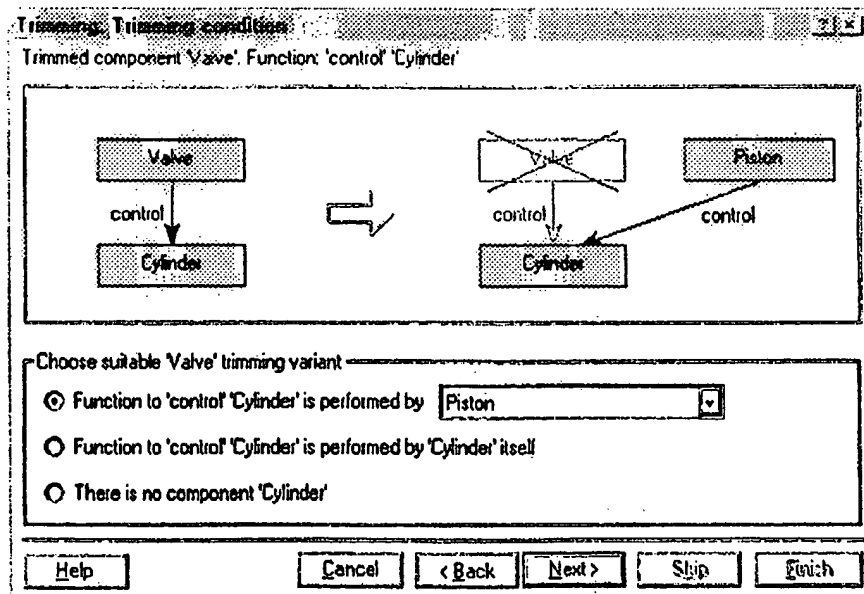 Trimming. Trimming condition
Trimmed component 'Valve'. Function: 'control' 'Cylinder'
Valve Valve Piston
control control control
Cylinder Cylinder
Choose suitable 'Valve' trimming variant
Function to 'control' 'Cylinder' is performed by Piston
Function to 'control' 'Cylinder' is performed by 'Cylinder' itself
There is no component 'Cylinder'
Help Cancel < Back Next > Skip Finish